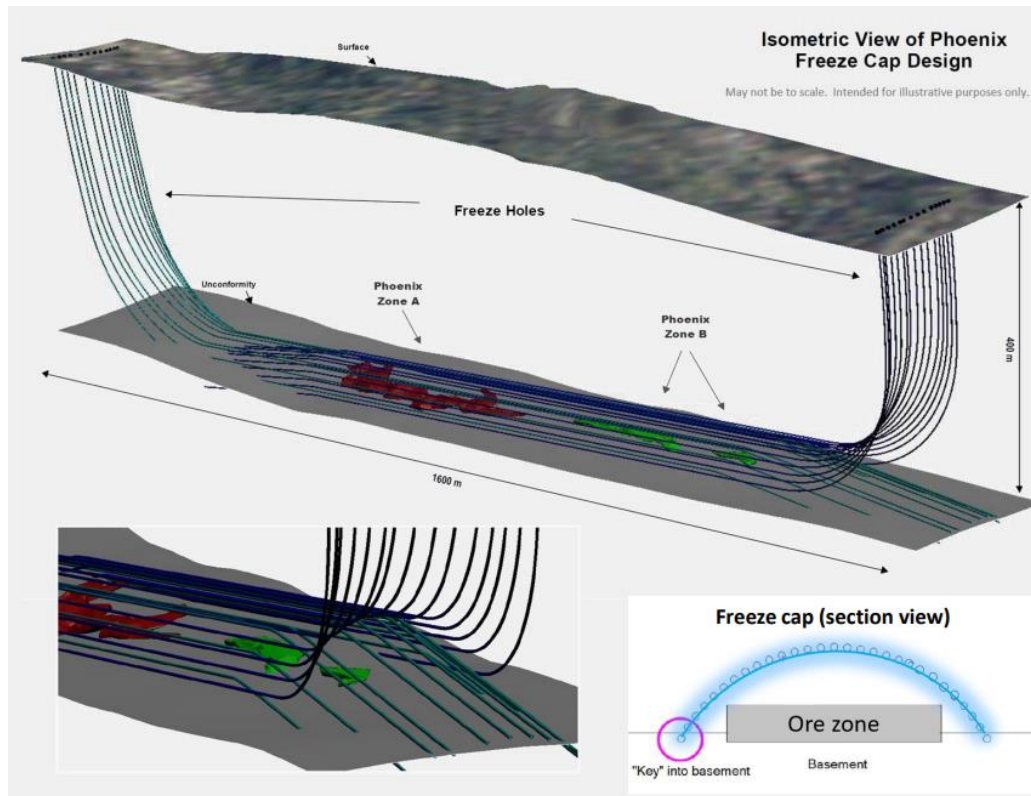 Isometric View of Phoenix
Freeze Cap Design
May not be to scale. Intended for illustrative purposes only.
Surface
Freeze Holes
Unconformity
Phoenix
Zone A
Phoenix
Zone B
400 m
1600 m
Freeze cap (section view)
Ore zone
"Key" into basement
Basement